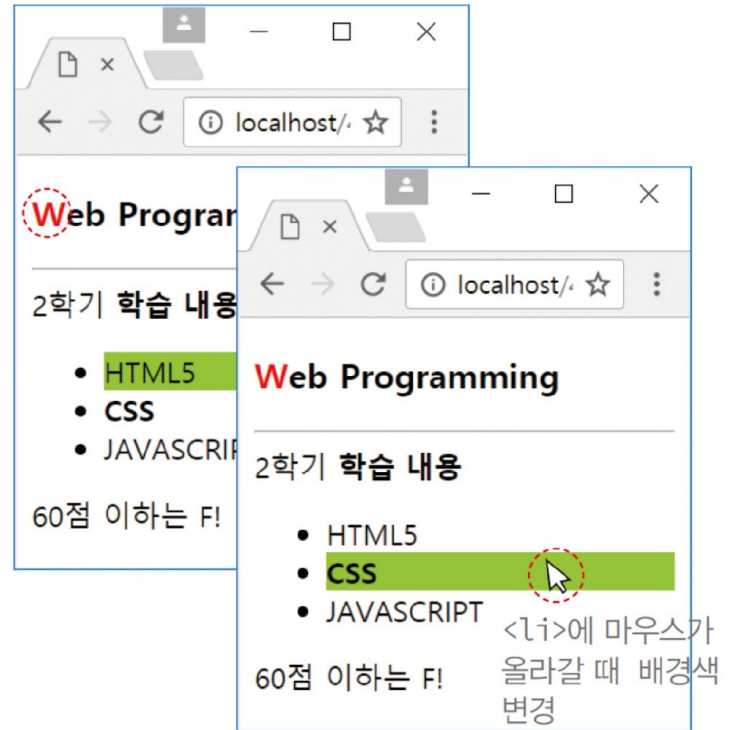 localhost/
Web Progra
2학기 학습 내용
HTML5
CSS
JAVASCRI
60점 이하는 F!
localhost/
Web Programming
2학기 학습 내용
HTML5
CSS
JAVASCRIPT
60점 이하는 F!
<li>에 마우스가
올라갈 때 배경색
변경